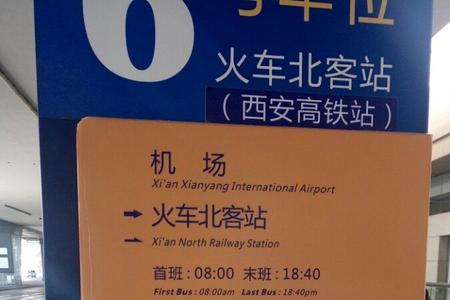 6号车位
火车北客站
（西安高铁站）
机 场
Xi'an Xianyang International Airport
→ 火车北客站
Xi'an North Railway Station
首班：08:00 末班：18:40
First Bus : 08:00am Last Bus : 18:40pm